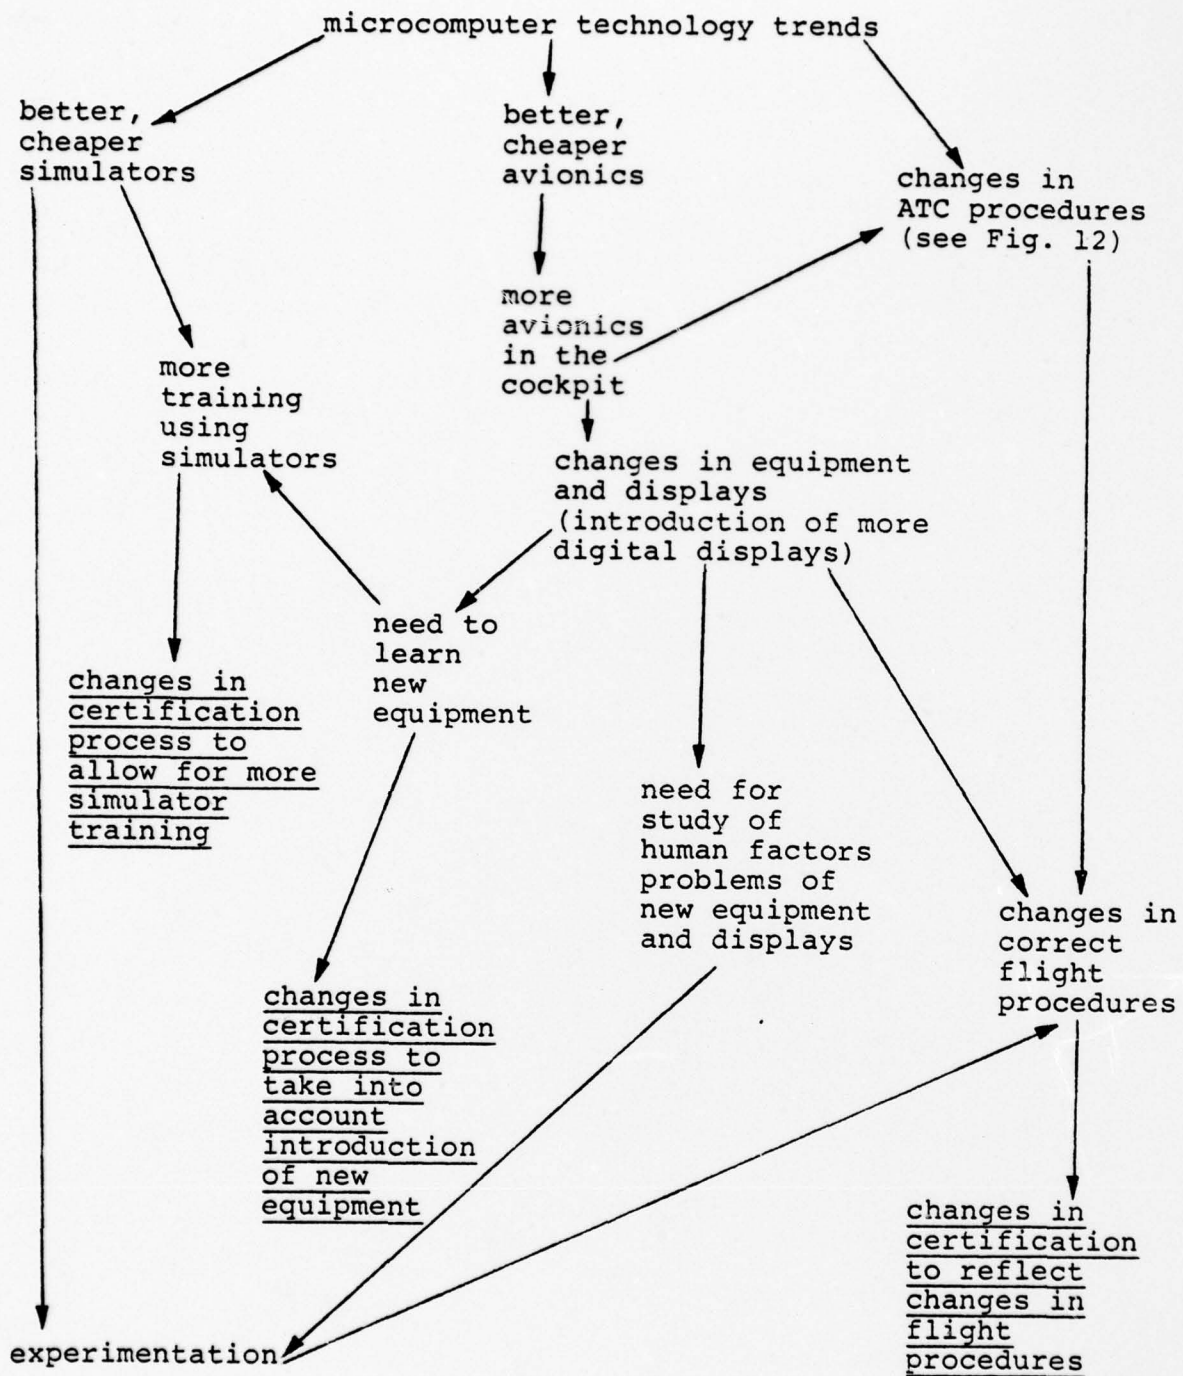 microcomputer technology trends
better,
cheaper
simulators
better,
cheaper
avionics
changes in
ATC procedures
(see Fig. 12)
more
avionics
in the
cockpit
more
training
using
simulators
changes in equipment
and displays
(introduction of more
digital displays)
need to
learn
new
equipment
changes in
certification
process to
allow for more
simulator
training
need for
study of
human factors
problems of
new equipment
and displays
changes in
correct
flight
procedures
changes in
certification
process to
take into
account
introduction
of new
equipment
changes in
certification
to reflect
changes in
flight
procedures
experimentation